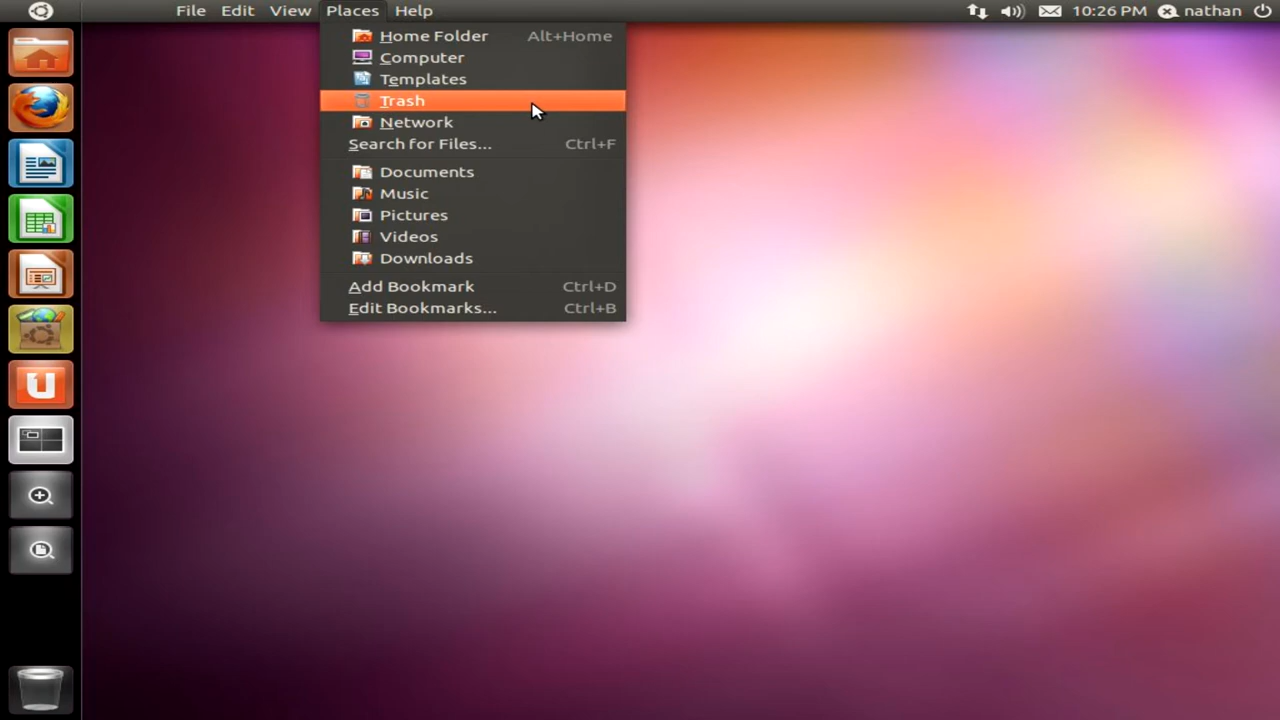 File Edit View Places Help 10:26 PM nathan
Home Folder Alt+Home
Computer
Templates
Trash
Network
Search for Files... Ctrl+F
Documents
Music
Pictures
Videos
Downloads
Add Bookmark Ctrl+D
Edit Bookmarks... Ctrl+B
U